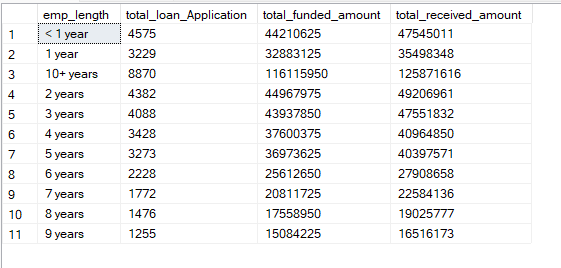 emp_length total_loan_Application total_funded_amount total_received_amount
1 < 1 year 4575 44210625 47545011
2 1 year 3229 32883125 35498348
3 10+ years 8870 116115950 125871616
4 2 years 4382 44967975 49206961
5 3 years 4088 43937850 47551832
6 4 years 3428 37600375 40964850
7 5 years 3273 36973625 40397571
8 6 years 2228 25612650 27908658
9 7 years 1772 20811725 22584136
10 8 years 1476 17558950 19025777
11 9 years 1255 15084225 16516173